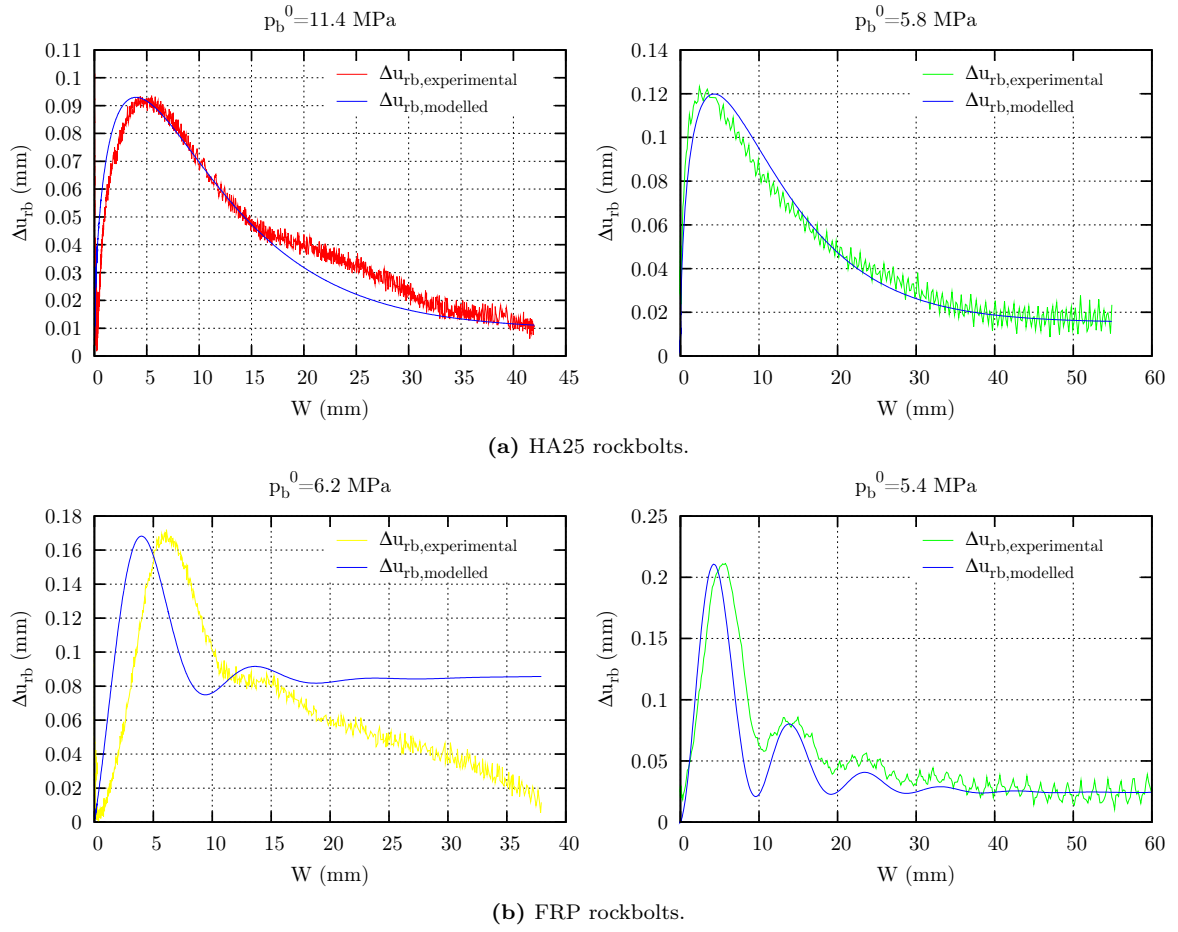 p_b^0=11.4 MPa
0.11
0.1
0.09
0.08
0.07
0.06
0.05
0.04
0.03
0.02
0.01
0
Δu_rb (mm)
Δu_rb,experimental
Δu_rb,modelled
0 5 10 15 20 25 30 35 40 45
W (mm)
p_b^0=5.8 MPa
0.14
0.12
0.1
0.08
0.06
0.04
0.02
0
Δu_rb (mm)
Δu_rb,experimental
Δu_rb,modelled
0 10 20 30 40 50 60
W (mm)
(a) HA25 rockbolts.
p_b^0=6.2 MPa
0.18
0.16
0.14
0.12
0.1
0.08
0.06
0.04
0.02
0
Δu_rb (mm)
Δu_rb,experimental
Δu_rb,modelled
0 5 10 15 20 25 30 35 40
W (mm)
p_b^0=5.4 MPa
0.25
0.2
0.15
0.1
0.05
0
Δu_rb (mm)
Δu_rb,experimental
Δu_rb,modelled
0 10 20 30 40 50 60
W (mm)
(b) FRP rockbolts.